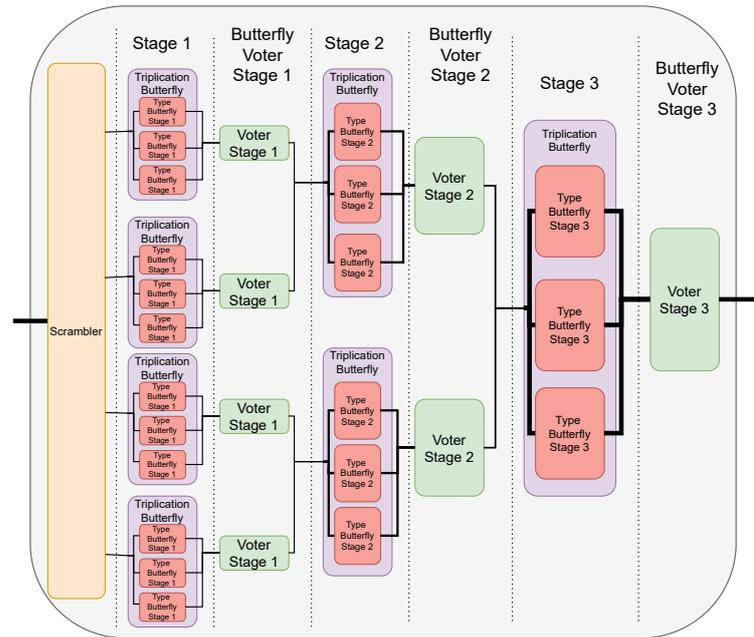 Stage 1
Butterfly
Voter
Stage 1
Stage 2
Butterfly
Voter
Stage 2
Stage 3
Butterfly
Voter
Stage 3
Scrambler
Triplication
Butterfly
Type
Butterfly
Stage 1
Type
Butterfly
Stage 1
Type
Butterfly
Stage 1
Triplication
Butterfly
Type
Butterfly
Stage 1
Type
Butterfly
Stage 1
Type
Butterfly
Stage 1
Triplication
Butterfly
Type
Butterfly
Stage 1
Type
Butterfly
Stage 1
Type
Butterfly
Stage 1
Triplication
Butterfly
Type
Butterfly
Stage 1
Type
Butterfly
Stage 1
Type
Butterfly
Stage 1
Voter
Stage 1
Voter
Stage 1
Voter
Stage 1
Voter
Stage 1
Triplication
Butterfly
Type
Butterfly
Stage 2
Type
Butterfly
Stage 2
Type
Butterfly
Stage 2
Triplication
Butterfly
Type
Butterfly
Stage 2
Type
Butterfly
Stage 2
Type
Butterfly
Stage 2
Voter
Stage 2
Voter
Stage 2
Triplication
Butterfly
Type
Butterfly
Stage 3
Type
Butterfly
Stage 3
Type
Butterfly
Stage 3
Voter
Stage 3